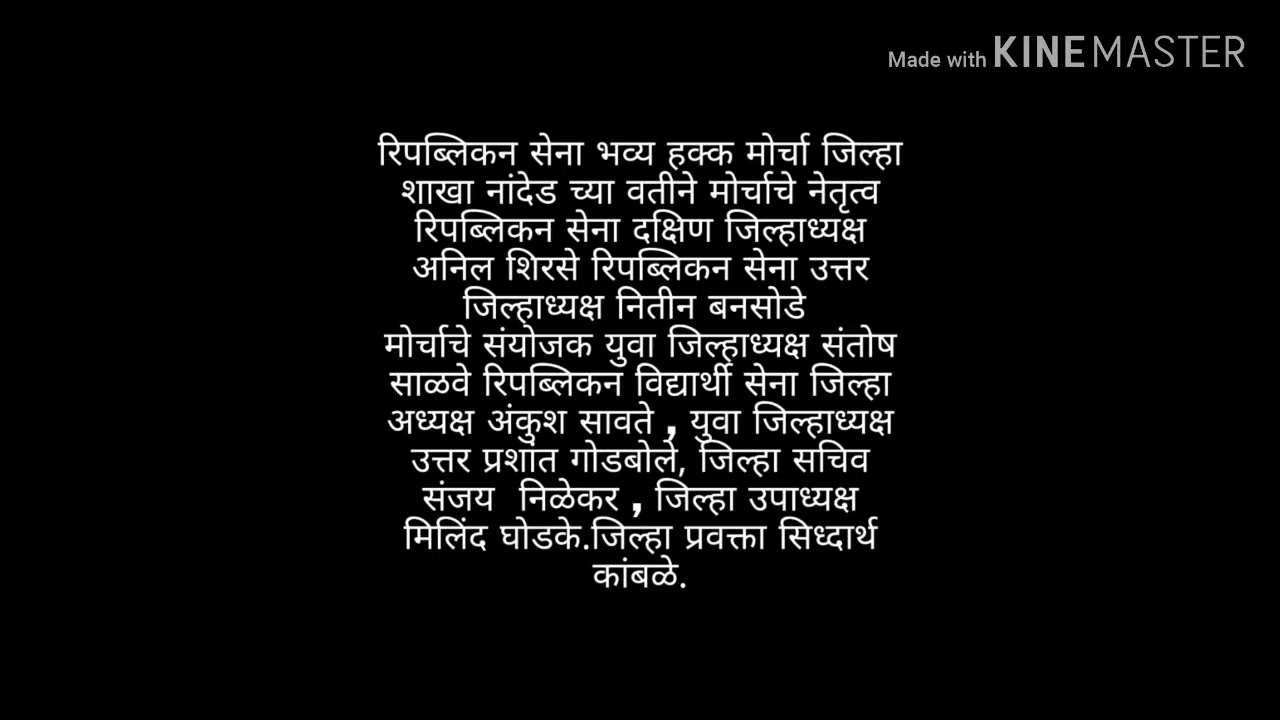 Made with KINEMASTER
रिपब्लिकन सेना भव्य हक्क मोर्चा जिल्हा
शाखा नांदेड च्या वतीने मोर्चाचे नेतृत्व
रिपब्लिकन सेना दक्षिण जिल्हाध्यक्ष
अनिल शिरसे रिपब्लिकन सेना उत्तर
जिल्हाध्यक्ष नितीन बनसोडे
मोर्चाचे संयोजक युवा जिल्हाध्यक्ष संतोष
साळवे रिपब्लिकन विद्यार्थी सेना जिल्हा
अध्यक्ष अंकुश सावते , युवा जिल्हाध्यक्ष
उत्तर प्रशांत गोडबोले, जिल्हा सचिव
संजय  निळेकर , जिल्हा उपाध्यक्ष
मिलिंद घोडके.जिल्हा प्रवक्ता सिध्दार्थ
कांबळे.